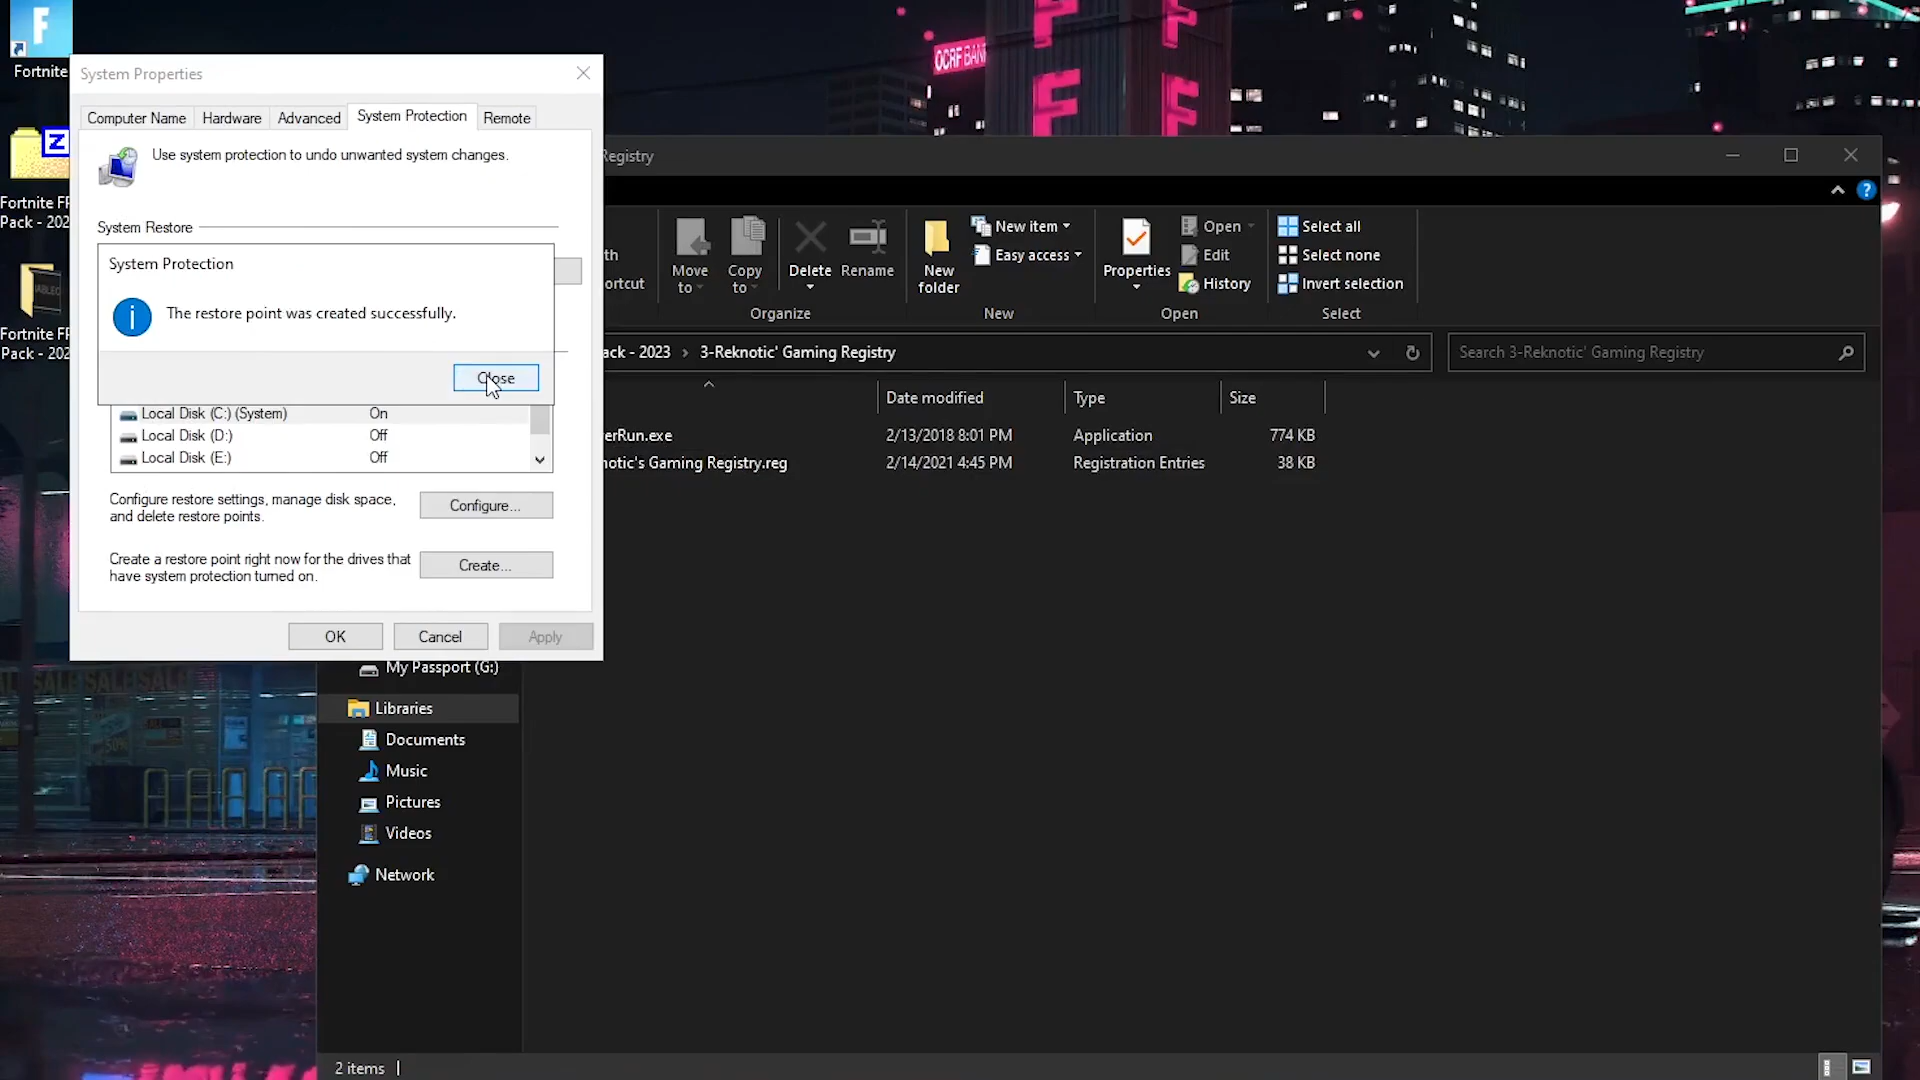 Fortnite
Fortnite FP
Pack - 202
Fortnite FP
Pack - 202
System Properties
Computer Name
Hardware
Advanced
System Protection
Remote
Use system protection to undo unwanted system changes.
System Restore
System Protection
The restore point was created successfully.
Close
Local Disk (C:) (System) On
Local Disk (D:) Off
Local Disk (E:) Off
Configure restore settings, manage disk space,
and delete restore points.
Configure...
Create a restore point right now for the drives that
have system protection turned on.
Create...
OK
Cancel
Apply
OCRF BANK
Registry
th
ortcut
Move
to
Copy
to
Delete
Rename
Organize
New
folder
New item
Easy access
New
Properties
Open
Edit
History
Open
Select all
Select none
Invert selection
Select
ack - 2023 › 3-Reknotic' Gaming Registry
Search 3-Reknotic' Gaming Registry
Date modified
Type
Size
erRun.exe 2/13/2018 8:01 PM Application 774 KB
notic's Gaming Registry.reg 2/14/2021 4:45 PM Registration Entries 38 KB
My Passport (G:)
Libraries
Documents
Music
Pictures
Videos
Network
2 items
SALE SALE SALE